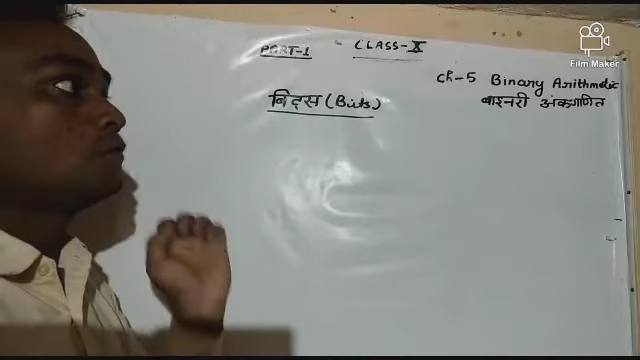 PART-1 CLASS-X
Ch-5 Binary Arithmetic
बाइनरी अंकगणित
बिट्स (Bits)
Film Maker